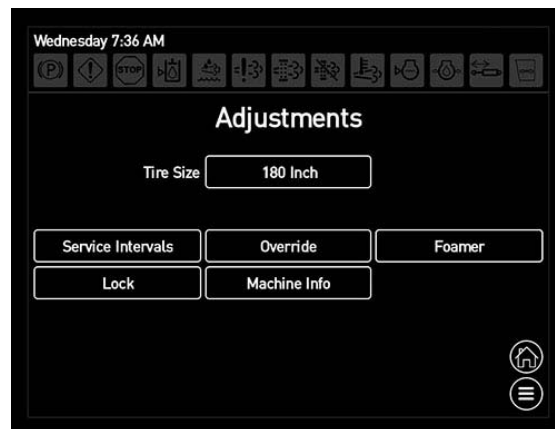 Wednesday 7:36 AM
P STOP
Adjustments
Tire Size 180 Inch
Service Intervals Override Foamer
Lock Machine Info